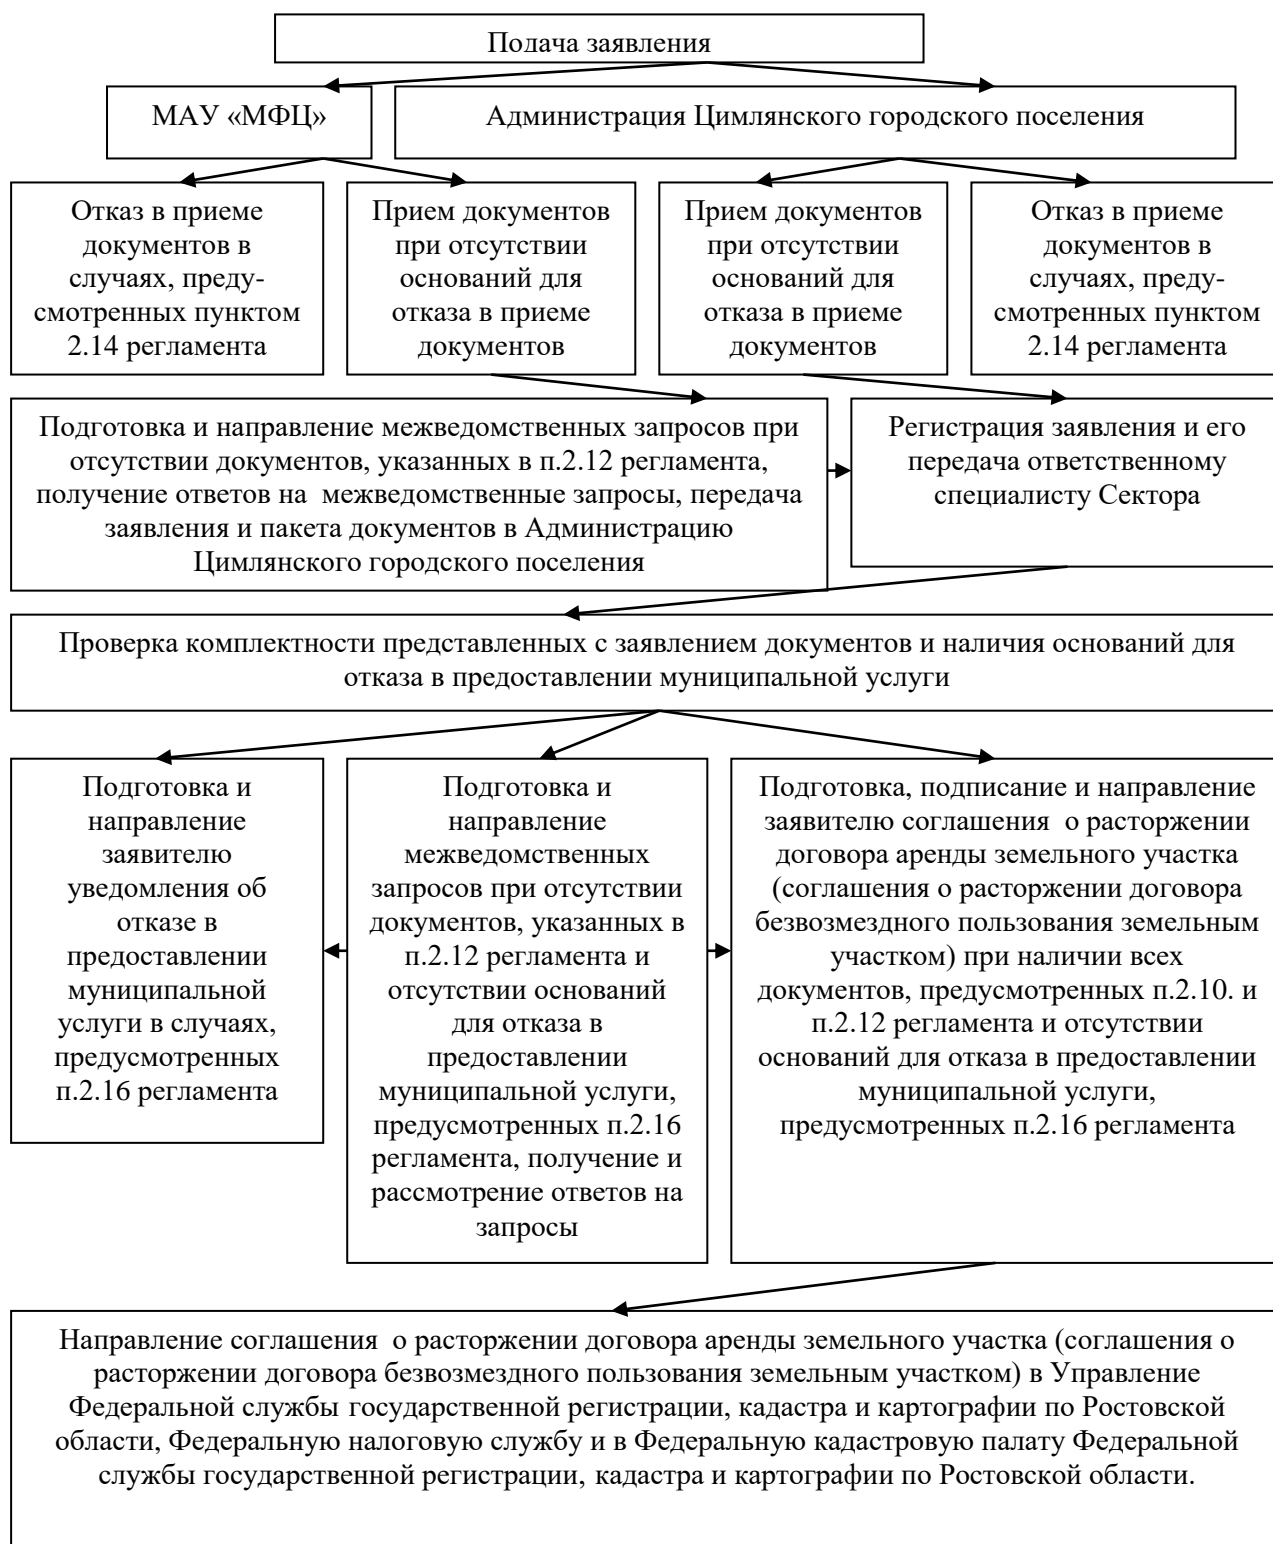 Подача заявления
МАУ «МФЦ»
Администрация Цимлянского городского поселения
Отказ в приеме
документов в
случаях, преду-
смотренных пунктом
2.14 регламента
Прием документов
при отсутствии
оснований для
отказа в приеме
документов
Прием документов
при отсутствии
оснований для
отказа в приеме
документов
Отказ в приеме
документов в
случаях, преду-
смотренных пунктом
2.14 регламента
Подготовка и направление межведомственных запросов при
отсутствии документов, указанных в п.2.12 регламента,
получение ответов на межведомственные запросы, передача
заявления и пакета документов в Администрацию
Цимлянского городского поселения
Регистрация заявления и его
передача ответственному
специалисту Сектора
Проверка комплектности представленных с заявлением документов и наличия оснований для
отказа в предоставлении муниципальной услуги
Подготовка и
направление
заявителю
уведомления об
отказе в
предоставлении
муниципальной
услуги в случаях,
предусмотренных
п.2.16 регламента
Подготовка и
направление
межведомственных
запросов при отсутствии
документов, указанных в
п.2.12 регламента и
отсутствии оснований
для отказа в
предоставлении
муниципальной услуги,
предусмотренных п.2.16
регламента, получение и
рассмотрение ответов на
запросы
Подготовка, подписание и направление
заявителю соглашения о расторжении
договора аренды земельного участка
(соглашения о расторжении договора
безвозмездного пользования земельным
участком) при наличии всех
документов, предусмотренных п.2.10. и
п.2.12 регламента и отсутствии
оснований для отказа в предоставлении
муниципальной услуги,
предусмотренных п.2.16 регламента
Направление соглашения о расторжении договора аренды земельного участка (соглашения о
расторжении договора безвозмездного пользования земельным участком) в Управление
Федеральной службы государственной регистрации, кадастра и картографии по Ростовской
области, Федеральную налоговую службу и в Федеральную кадастровую палату Федеральной
службы государственной регистрации, кадастра и картографии по Ростовской области.